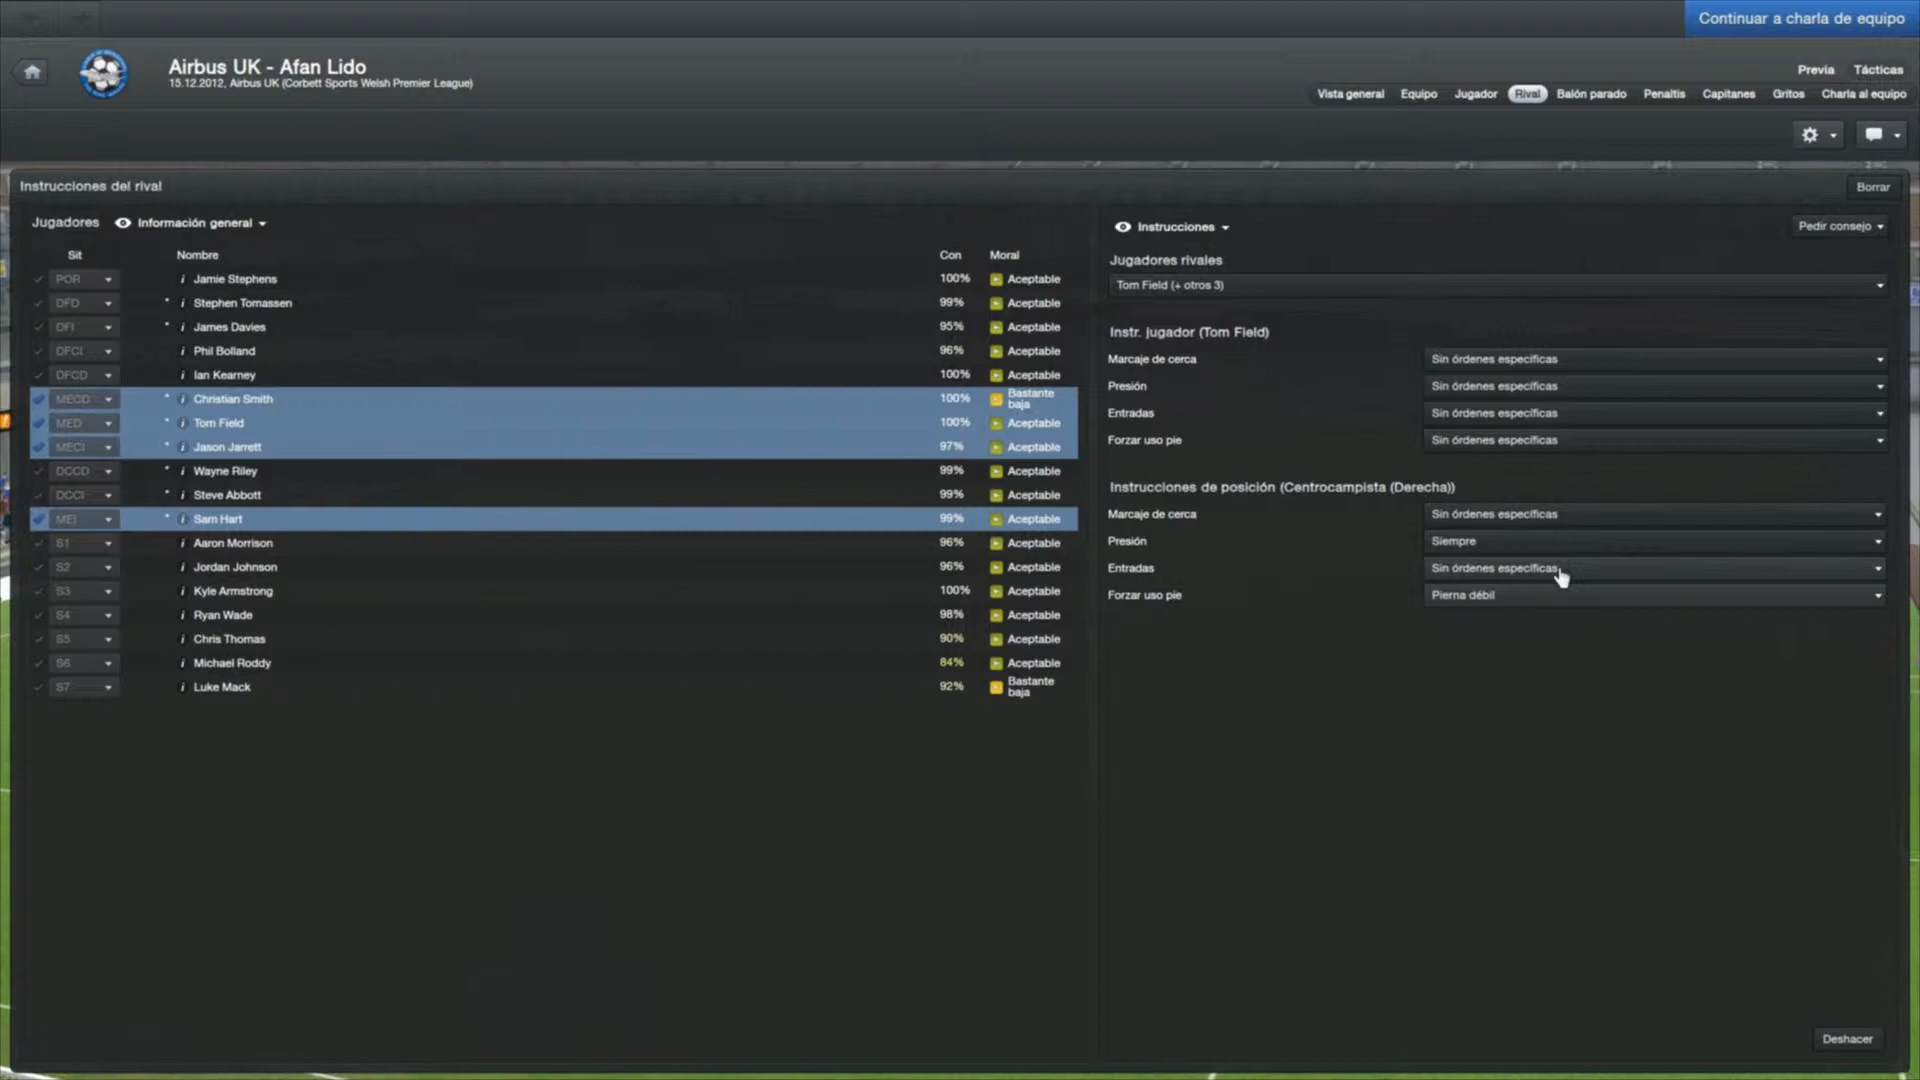 Continuar a charla de equipo
Airbus UK - Afan Lido
15.12.2012, Airbus UK (Corbett Sports Welsh Premier League)
Previa Tácticas
Vista general Equipo Jugador Rival Balón parado Penaltis Capitanes Gritos Charla al equipo
Instrucciones del rival
Borrar
Jugadores Información general
Sit Nombre Con Moral
POR i Jamie Stephens 100% Aceptable
DFD * i Stephen Tomassen 99% Aceptable
DFI * i James Davies 95% Aceptable
DFCI i Phil Bolland 96% Aceptable
DFCD i Ian Kearney 100% Aceptable
MECD * i Christian Smith 100% Bastante baja
MED * i Tom Field 100% Aceptable
MECI * i Jason Jarrett 97% Aceptable
DCCD * i Wayne Riley 99% Aceptable
DCCI * i Steve Abbott 99% Aceptable
MEI * i Sam Hart 99% Aceptable
S1 i Aaron Morrison 96% Aceptable
S2 i Jordan Johnson 96% Aceptable
S3 i Kyle Armstrong 100% Aceptable
S4 i Ryan Wade 98% Aceptable
S5 i Chris Thomas 90% Aceptable
S6 i Michael Roddy 84% Aceptable
S7 i Luke Mack 92% Bastante baja
Instrucciones
Pedir consejo
Jugadores rivales
Tom Field (+ otros 3)
Instr. jugador (Tom Field)
Marcaje de cerca Sin órdenes específicas
Presión Sin órdenes específicas
Entradas Sin órdenes específicas
Forzar uso pie Sin órdenes específicas
Instrucciones de posición (Centrocampista (Derecha))
Marcaje de cerca Sin órdenes específicas
Presión Siempre
Entradas Sin órdenes específicas
Forzar uso pie Pierna débil
Deshacer